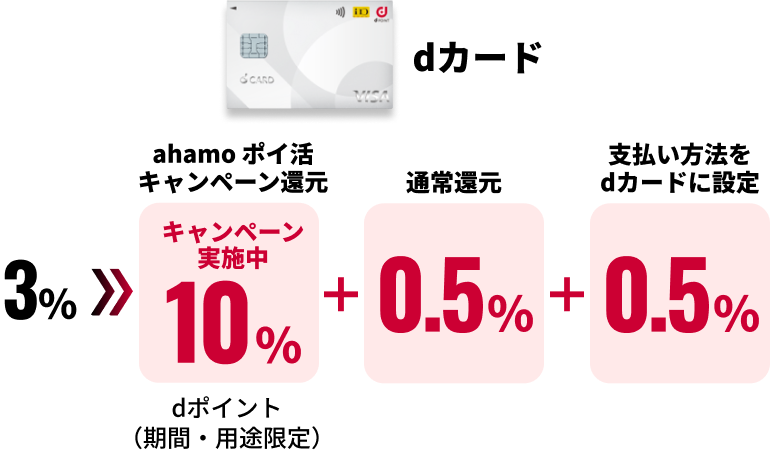 iD
d CARD
VISA
dカード
ahamo ポイ活
キャンペーン還元
通常還元
支払い方法を
dカードに設定
3%
キャンペーン
実施中
10%
+
0.5%
+
0.5%
dポイント
（期間・用途限定）